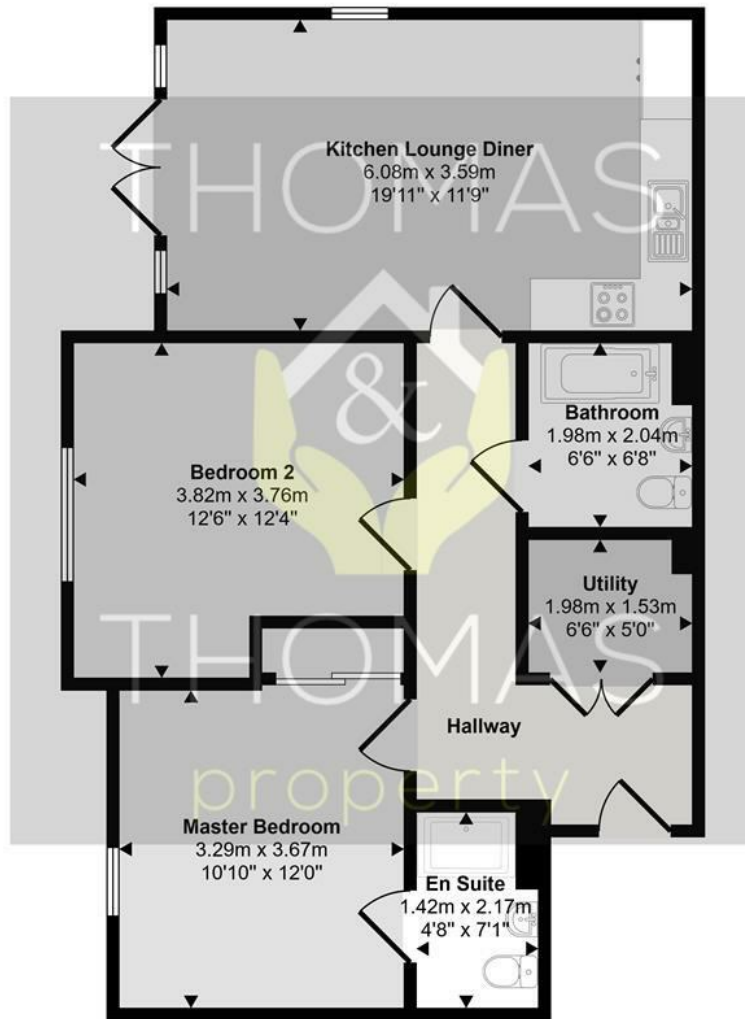 Kitchen Lounge Diner
6.08m x 3.59m
19'11" x 11'9"
THOMAS
&
Bathroom
1.98m x 2.04m
6'6" x 6'8"
Bedroom 2
3.82m x 3.76m
12'6" x 12'4"
Utility
1.98m x 1.53m
6'6" x 5'0"
THOMAS
Hallway
property
Master Bedroom
3.29m x 3.67m
10'10" x 12'0"
En Suite
1.42m x 2.17m
4'8" x 7'1"